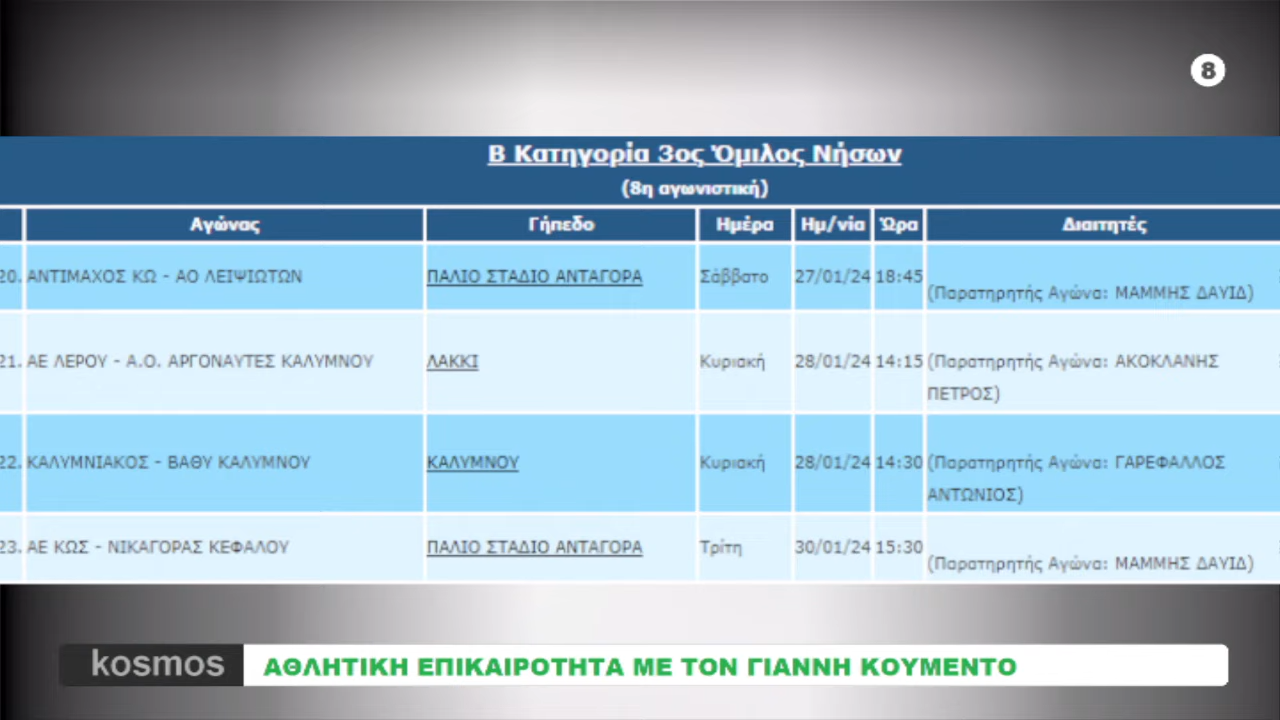 8
Β Κατηγορία 3ος Όμιλος Νήσων
(8η αγωνιστική)
Αγώνας Γήπεδο Ημέρα Ημ/νία Ώρα Διαιτητές
20. ΑΝΤΙΜΑΧΟΣ ΚΩ - ΑΟ ΛΕΙΨΙΩΤΩΝ ΠΑΛΙΟ ΣΤΑΔΙΟ ΑΝΤΑΓΟΡΑ Σάββατο 27/01/24 18:45
(Παρατηρητής Αγώνα: ΜΑΜΜΗΣ ΔΑΥΙΔ)
21. ΑΕ ΛΕΡΟΥ - Α.Ο. ΑΡΓΟΝΑΥΤΕΣ ΚΑΛΥΜΝΟΥ ΛΑΚΚΙ Κυριακή 28/01/24 14:15 (Παρατηρητής Αγώνα: ΑΚΟΚΛΑΝΗΣ
ΠΕΤΡΟΣ)
22. ΚΑΛΥΜΝΙΑΚΟΣ - ΒΑΘΥ ΚΑΛΥΜΝΟΥ ΚΑΛΥΜΝΟΥ Κυριακή 28/01/24 14:30 (Παρατηρητής Αγώνα: ΓΑΡΕΦΑΛΛΟΣ
ΑΝΤΩΝΙΟΣ)
23. ΑΕ ΚΩΣ - ΝΙΚΑΓΟΡΑΣ ΚΕΦΑΛΟΥ ΠΑΛΙΟ ΣΤΑΔΙΟ ΑΝΤΑΓΟΡΑ Τρίτη 30/01/24 15:30
(Παρατηρητής Αγώνα: ΜΑΜΜΗΣ ΔΑΥΙΔ)
kosmos ΑΘΛΗΤΙΚΗ ΕΠΙΚΑΙΡΟΤΗΤΑ ΜΕ ΤΟΝ ΓΙΑΝΝΗ ΚΟΥΜΕΝΤΟ